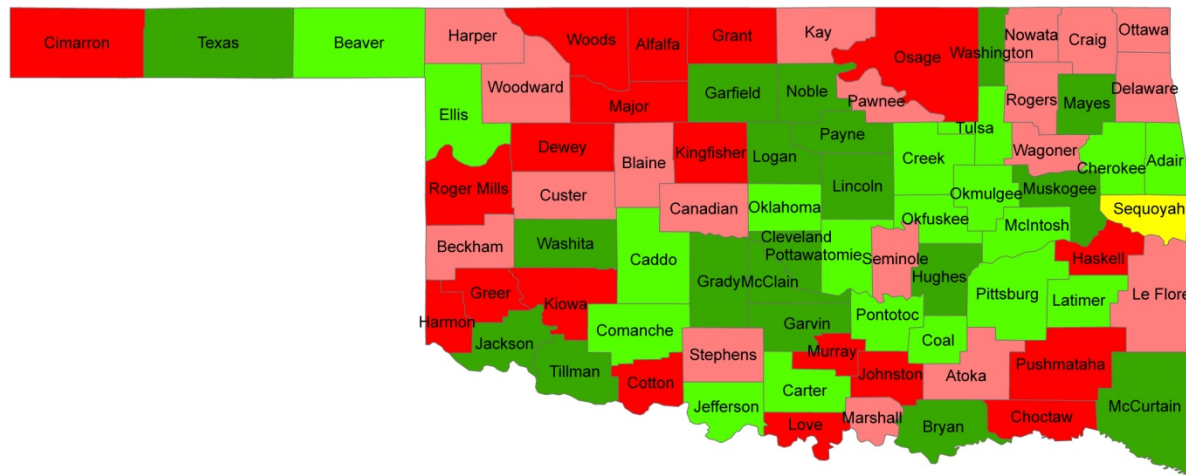 Cimarron
Texas
Beaver
Harper
Woods
Alfalfa
Grant
Kay
Osage
Washington
Nowata
Craig
Ottawa
Woodward
Ellis
Major
Garfield
Noble
Pawnee
Rogers
Mayes
Delaware
Dewey
Blaine
Kingfisher
Logan
Payne
Creek
Tulsa
Wagoner
Cherokee
Adair
Roger Mills
Custer
Canadian
Oklahoma
Lincoln
Okfuskee
Okmulgee
Muskogee
McIntosh
Sequoyah
Beckham
Washita
Caddo
Grady
McClain
Cleveland
Pottawatomie
Seminole
Hughes
Pittsburg
Haskell
Latimer
Le Flore
Greer
Kiowa
Harmon
Jackson
Comanche
Garvin
Pontotoc
Coal
Tillman
Cotton
Stephens
Murray
Johnston
Atoka
Pushmataha
Jefferson
Carter
Love
Marshall
Bryan
Choctaw
McCurtain